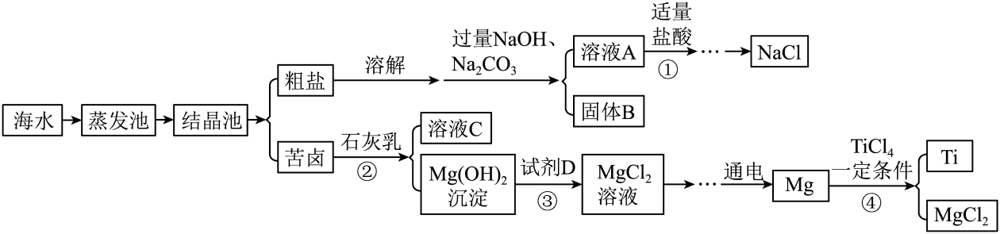 海水
蒸发池
结晶池
粗盐
溶解
过量NaOH、
Na₂CO₃
溶液A
适量
盐酸
①
…
NaCl
固体B
苦卤
石灰乳
②
溶液C
Mg(OH)₂
沉淀
试剂D
③
MgCl₂
溶液
…
通电
Mg
TiCl₄
一定条件
④
Ti
MgCl₂